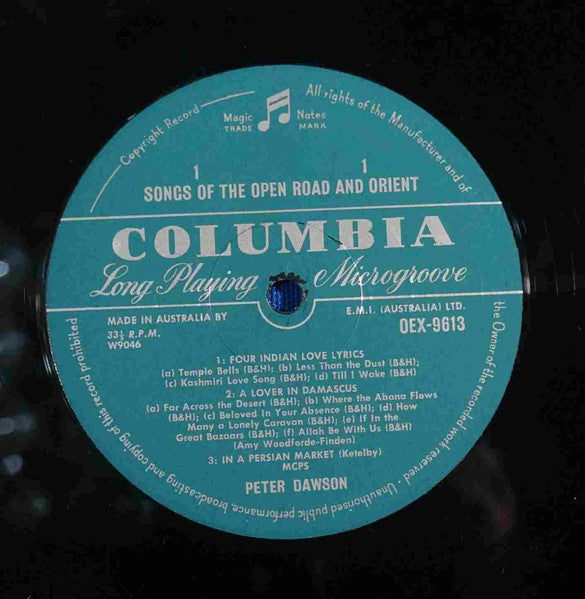 Copyright Record
All rights of the Manufacturer and of
the Owner of the recorded work reserved - Unauthorised public performance, broadcasting and copying of this record prohibited
Magic Notes
TRADE MARK
1 1
SONGS OF THE OPEN ROAD AND ORIENT
COLUMBIA
Long Playing Microgroove
MADE IN AUSTRALIA BY E.M.I. (AUSTRALIA) LTD.
33⅓ R.P.M. OEX-9613
W9046
1: FOUR INDIAN LOVE LYRICS
(a) Temple Bells (B&H); (b) Less Than the Dust (B&H);
(c) Kashmiri Love Song (B&H); (d) Till I Wake (B&H)
2: A LOVER IN DAMASCUS
(a) Far Across the Desert (B&H); (b) Where the Abana Flows
(B&H); (c) Beloved in Your Absence (B&H); (d) How
Many a Lonely Caravan (B&H); (e) If In the
Great Bazaars (B&H); (f) Allah Be With Us (B&H)
(Amy Woodforde-Finden)
3: IN A PERSIAN MARKET (Ketelby)
MCPS
PETER DAWSON